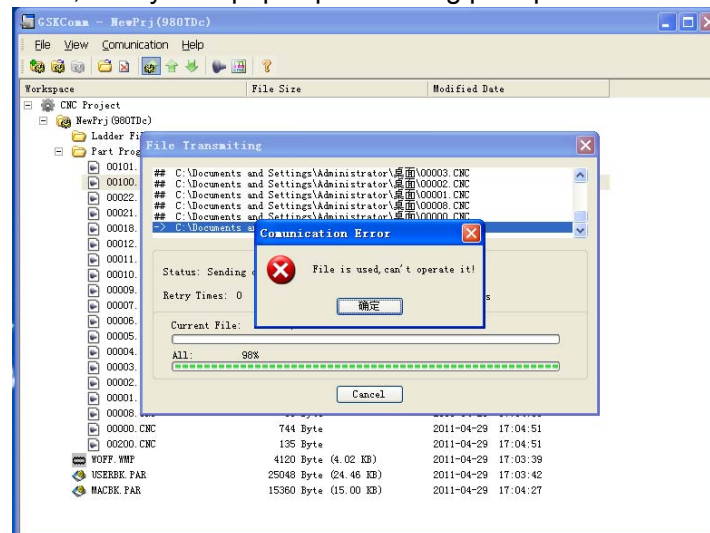 GSKComm - NewPrj(980TDc)
File View Comunication Help
Workspace File Size Modified Date
CNC Project
NewPrj(980TDc)
Ladder
Part Prog
File Transmiting
00101.
00100.
00022.
00021.
00018.
00012.
00011.
00010.
00009.
00007.
00006.
00005.
00004.
00003.
00002.
00001.
## C:\Documents and Settings\Administrator\桌面\00003.CNC
## C:\Documents and Settings\Administrator\桌面\00002.CNC
## C:\Documents and Settings\Administrator\桌面\00001.CNC
## C:\Documents and Settings\Administrator\桌面\00008.CNC
## C:\Documents and Settings\Administrator\桌面\00000.CNC
-> C:\Documents
Comunication Error
File is used,can't operate it!
确定
Status: Sending
Retry Times: 0
Current File:
All: 98%
Cancel
00008.
00000.CNC 744 Byte 2011-04-29 17:04:51
00200.CNC 135 Byte 2011-04-29 17:04:51
WOFF.WMP 4120 Byte (4.02 KB) 2011-04-29 17:03:39
USERBK.PAR 25048 Byte (24.46 KB) 2011-04-29 17:03:42
MACBK.PAR 15360 Byte (15.00 KB) 2011-04-29 17:04:27